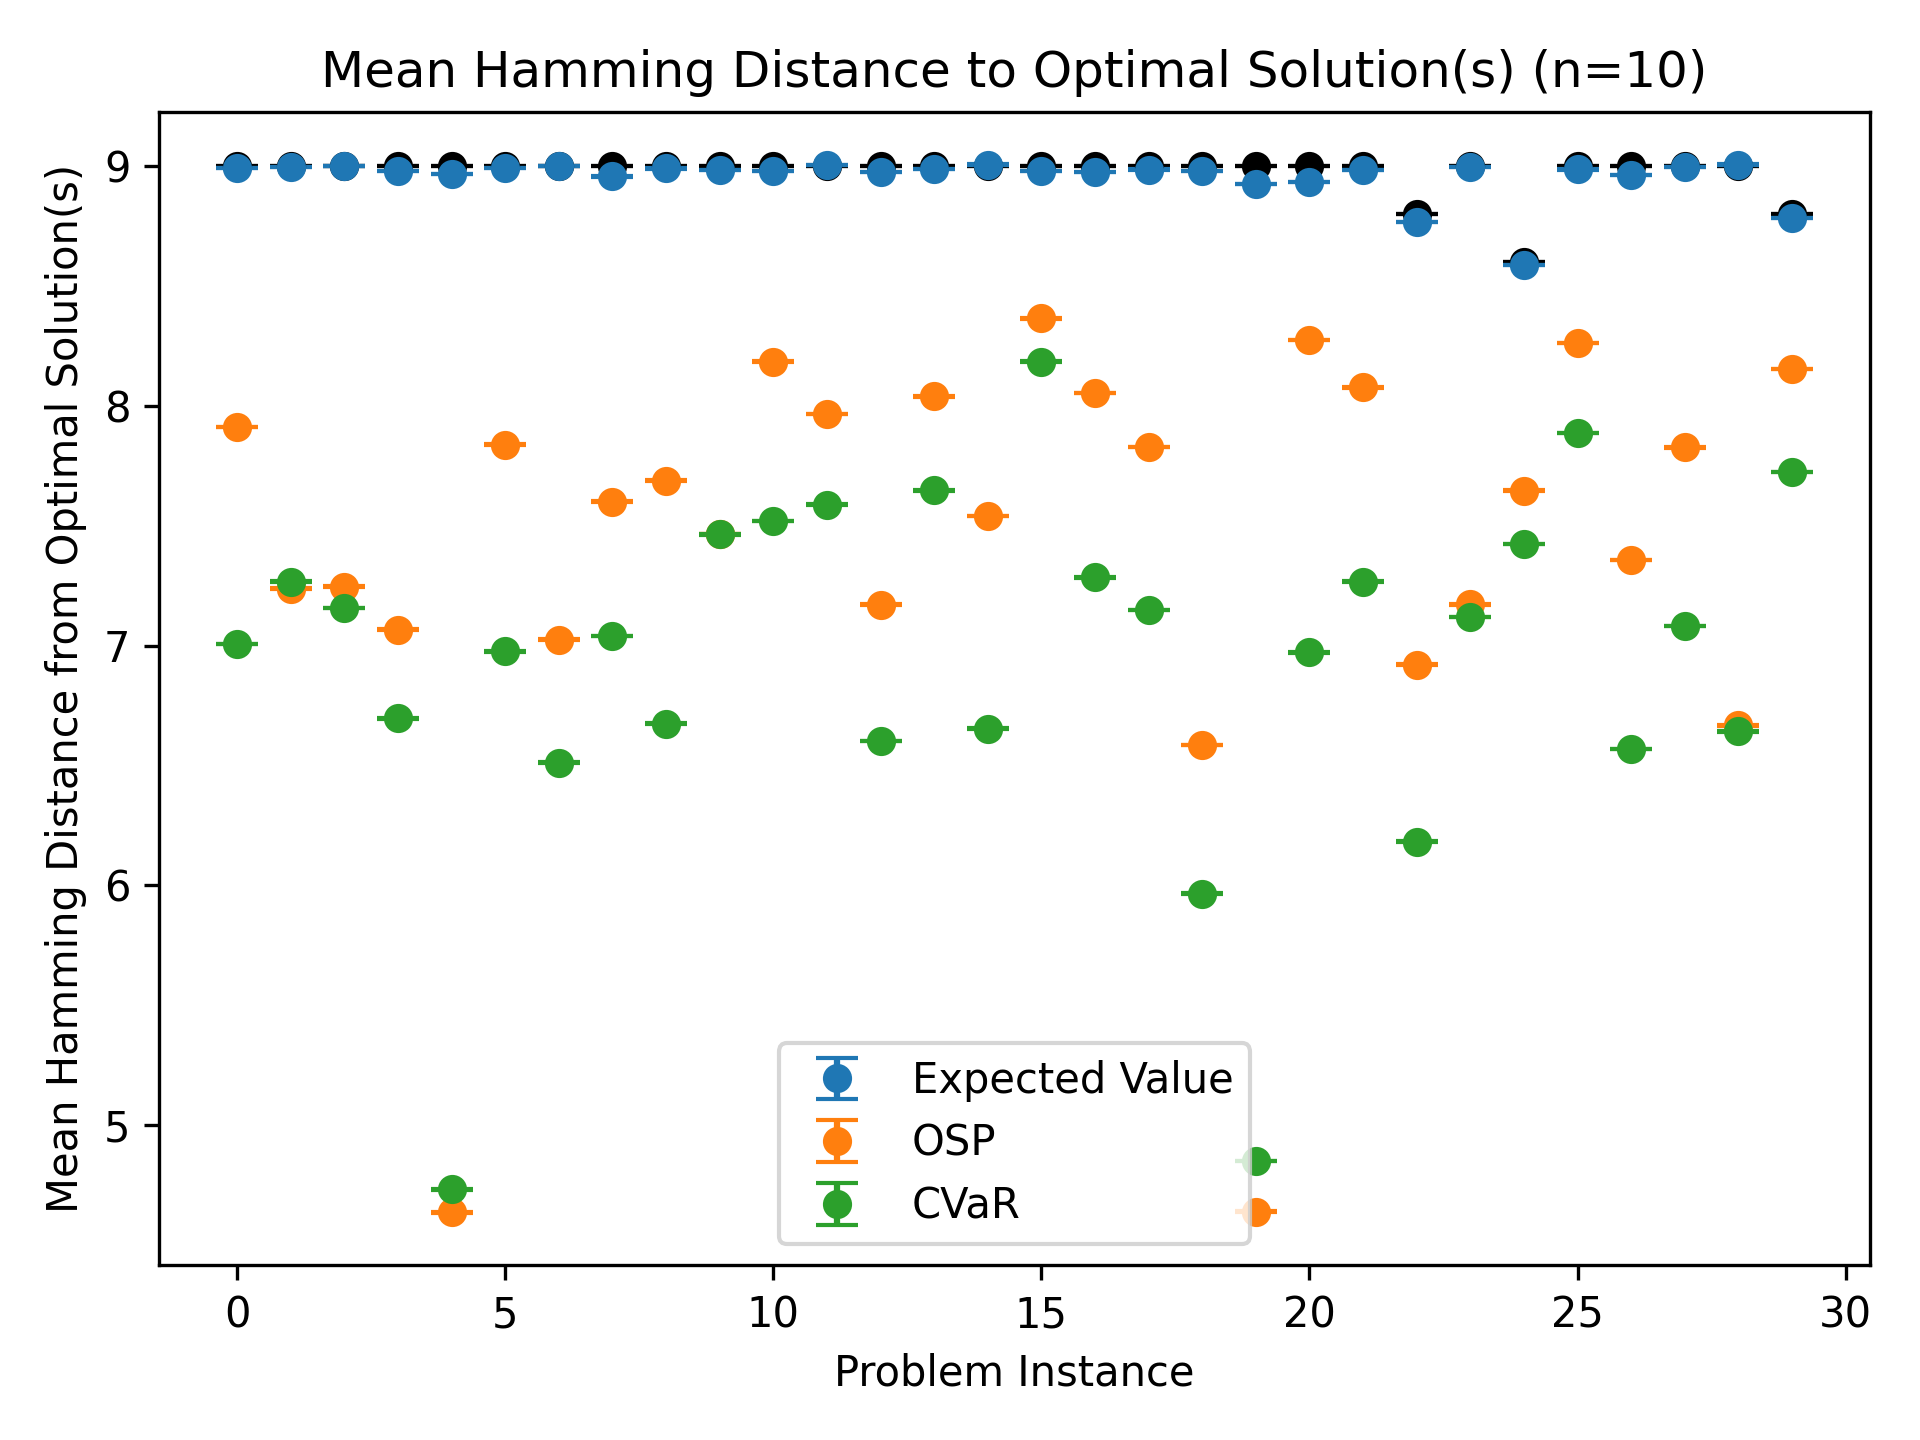 Mean Hamming Distance to Optimal Solution(s) (n=10)
Mean Hamming Distance from Optimal Solution(s)
9
8
7
6
5
Expected Value
OSP
CVaR
0 5 10 15 20 25 30
Problem Instance